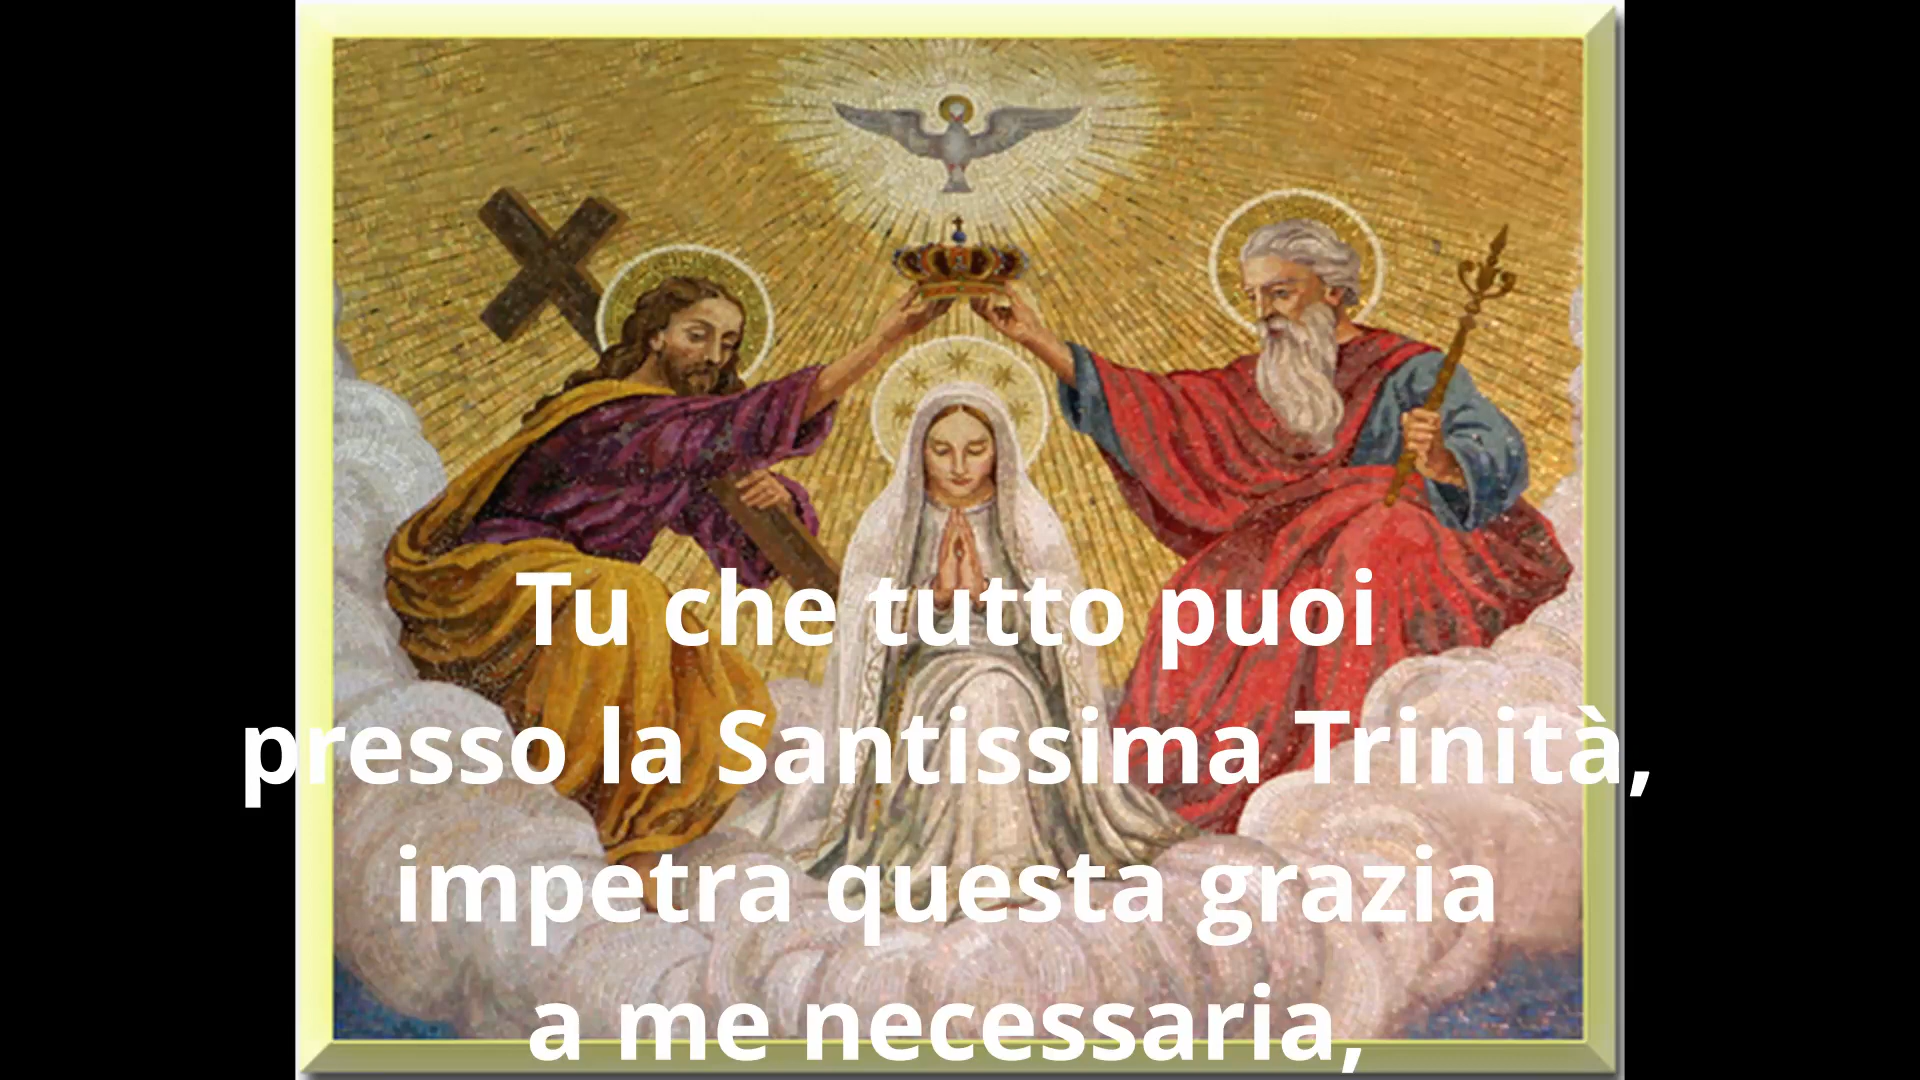 Tu che tutto puoi
presso la Santissima Trinità,
impetra questa grazia
a me necessaria,